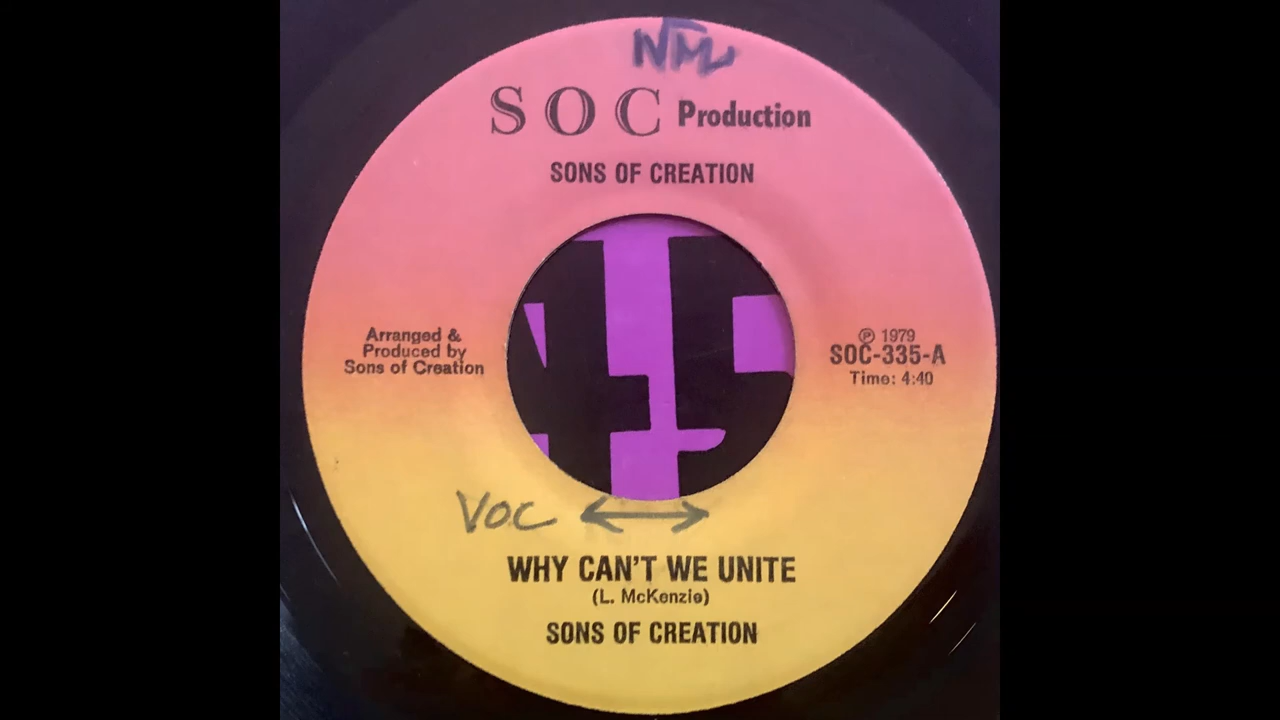 SOC Production
SONS OF CREATION
Arranged &
Produced by
Sons of Creation
℗ 1979
SOC-335-A
Time: 4:40
VOC ↔
WHY CAN'T WE UNITE
(L. McKenzie)
SONS OF CREATION